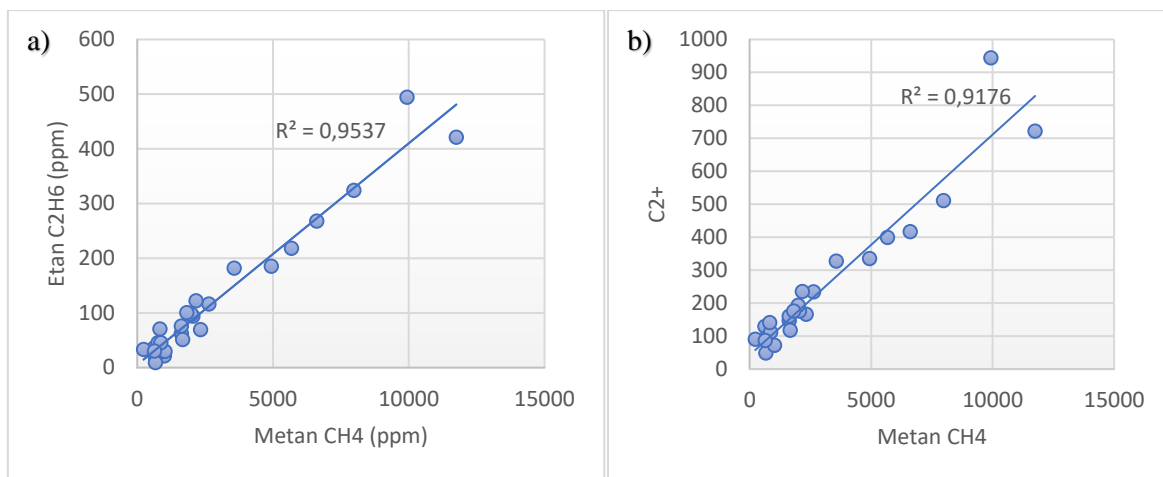 a)
600
500
400
300
200
100
0
Etan C2H6 (ppm)
R² = 0,9537
0 5000 10000 15000
Metan CH4 (ppm)
b)
1000
900
800
700
600
500
400
300
200
100
0
C2+
R² = 0,9176
0 5000 10000 15000
Metan CH4